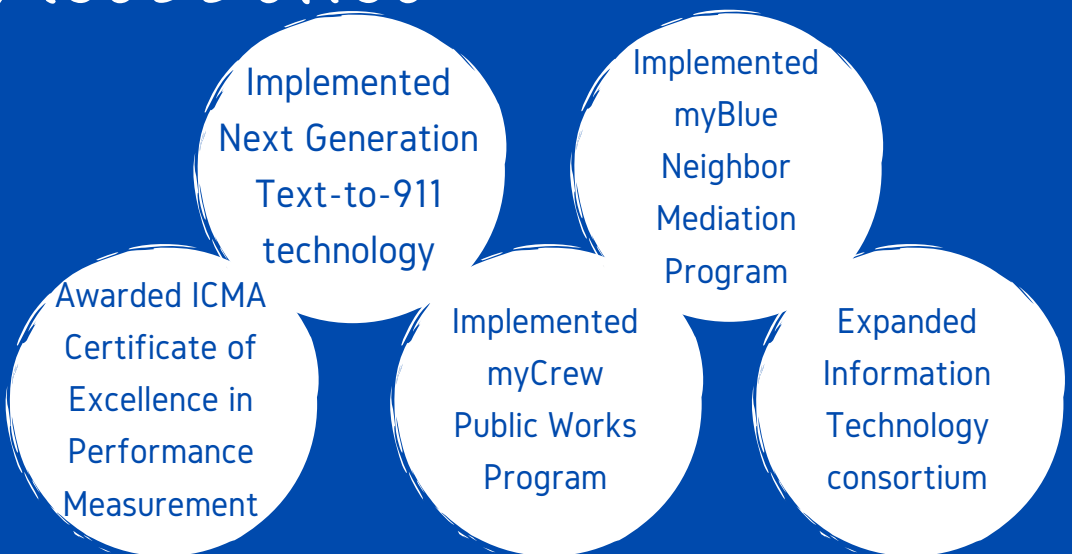 Implemented
Next Generation
Text-to-911
technology
Implemented
myBlue
Neighbor
Mediation
Program
Awarded ICMA
Certificate of
Excellence in
Performance
Measurement
Implemented
myCrew
Public Works
Program
Expanded
Information
Technology
consortium